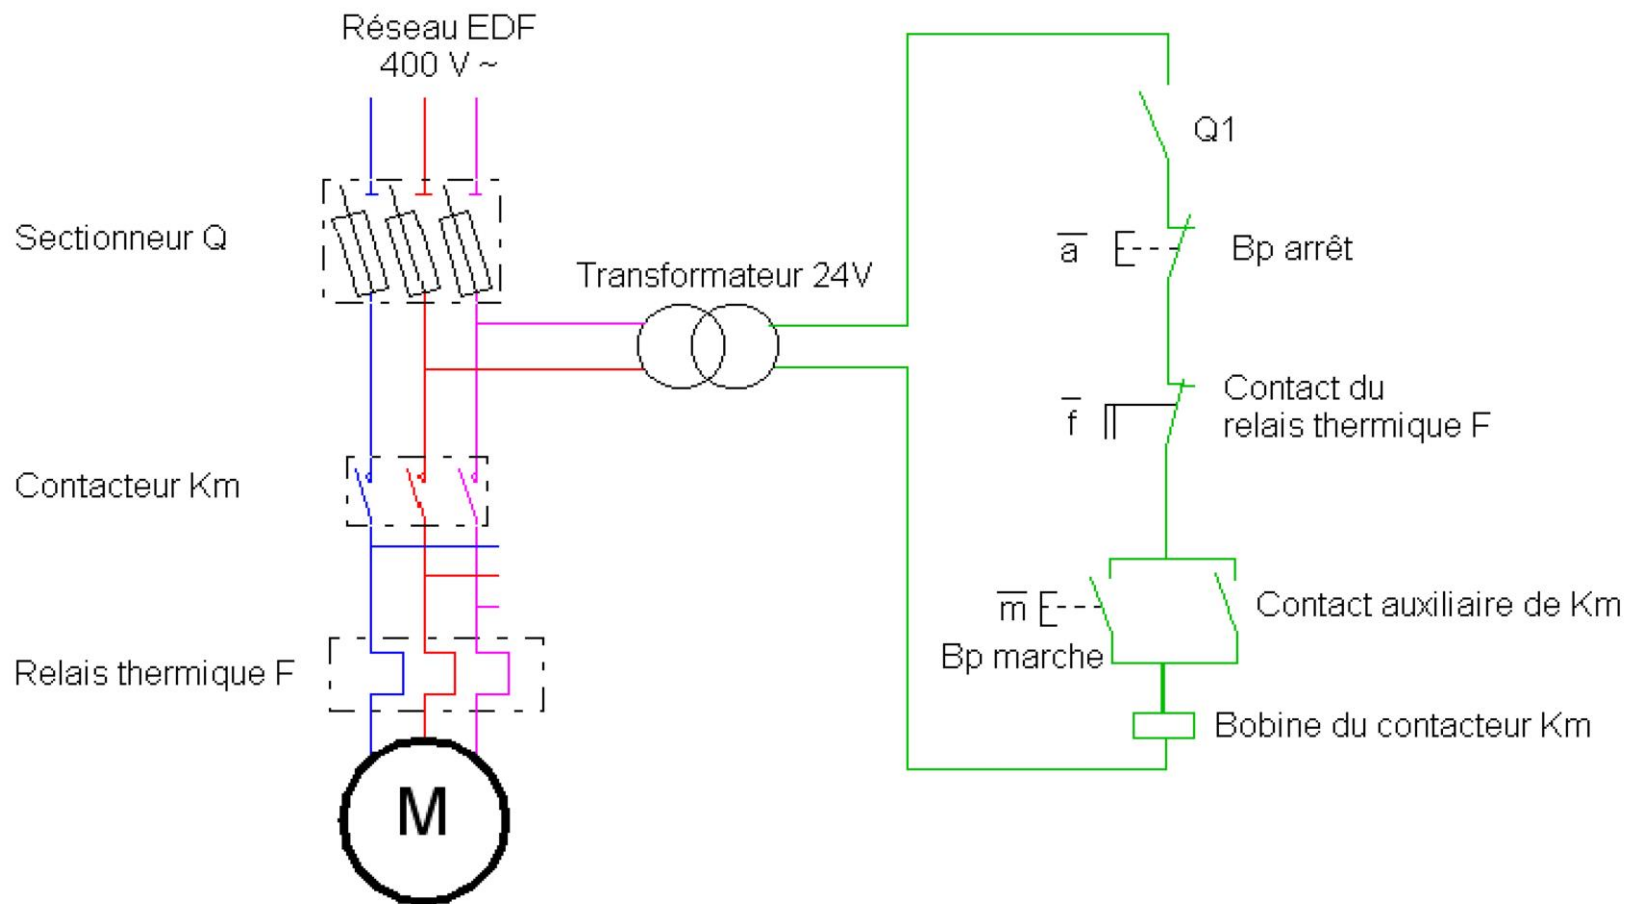 Réseau EDF
400 V ~
Q1
Sectionneur Q
a̅
Bp arrêt
Transformateur 24V
Contact du
relais thermique F
f̅
Contacteur Km
m̅
Contact auxiliaire de Km
Bp marche
Relais thermique F
Bobine du contacteur Km
M